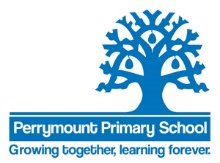 Perrymount Primary School
Growing together, learning forever.